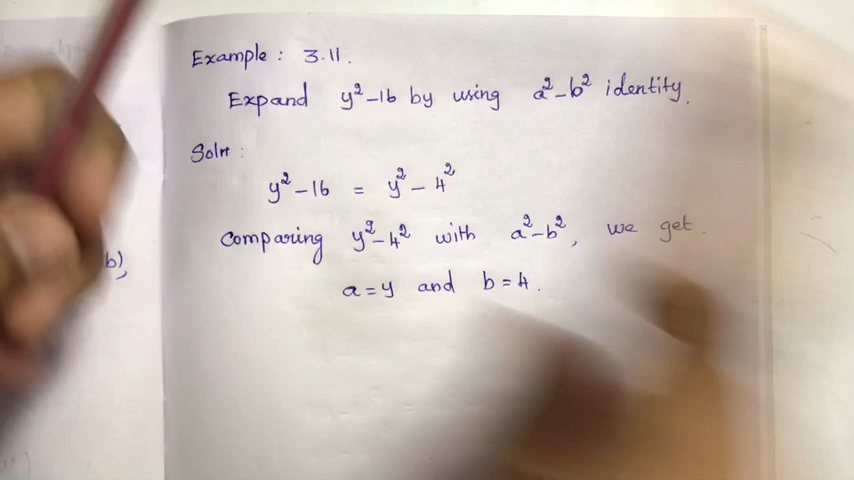 Example : 3.11.
Expand y²-16 by using a²-b² identity.
Soln :
y²-16 = y²-4²
Comparing y²-4² with a²-b², we get.
b),
a=y and b=4.